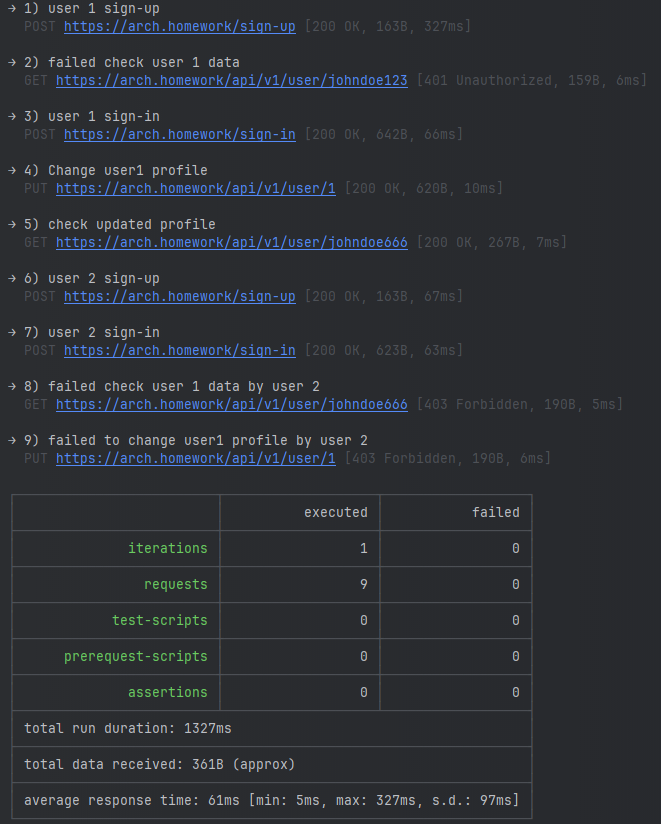 → 1) user 1 sign-up
POST https://arch.homework/sign-up [200 OK, 163B, 327ms]
→ 2) failed check user 1 data
GET https://arch.homework/api/v1/user/johndoe123 [401 Unauthorized, 159B, 6ms]
→ 3) user 1 sign-in
POST https://arch.homework/sign-in [200 OK, 642B, 66ms]
→ 4) Change user1 profile
PUT https://arch.homework/api/v1/user/1 [200 OK, 620B, 10ms]
→ 5) check updated profile
GET https://arch.homework/api/v1/user/johndoe666 [200 OK, 267B, 7ms]
→ 6) user 2 sign-up
POST https://arch.homework/sign-up [200 OK, 163B, 67ms]
→ 7) user 2 sign-in
POST https://arch.homework/sign-in [200 OK, 623B, 63ms]
→ 8) failed check user 1 data by user 2
GET https://arch.homework/api/v1/user/johndoe666 [403 Forbidden, 190B, 5ms]
→ 9) failed to change user1 profile by user 2
PUT https://arch.homework/api/v1/user/1 [403 Forbidden, 190B, 6ms]
executed failed
iterations 1 0
requests 9 0
test-scripts 0 0
prerequest-scripts 0 0
assertions 0 0
total run duration: 1327ms
total data received: 361B (approx)
average response time: 61ms [min: 5ms, max: 327ms, s.d.: 97ms]